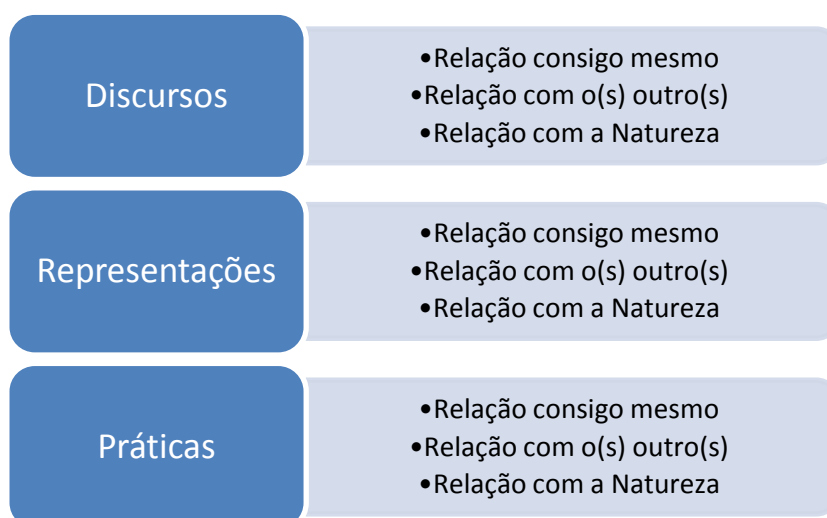 Discursos
•Relação consigo mesmo
•Relação com o(s) outro(s)
•Relação com a Natureza
Representações
•Relação consigo mesmo
•Relação com o(s) outro(s)
•Relação com a Natureza
Práticas
•Relação consigo mesmo
•Relação com o(s) outro(s)
•Relação com a Natureza